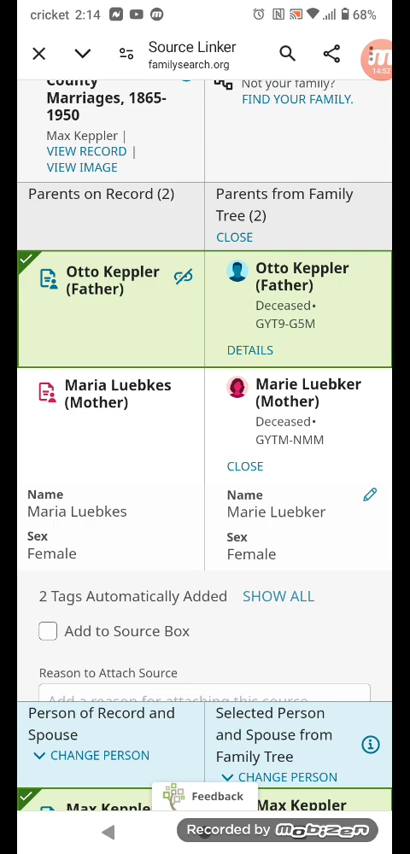 cricket 2:14
68%
Source Linker
familysearch.org
14:52
County
Marriages, 1865-
1950
Max Keppler |
VIEW RECORD |
VIEW IMAGE
Not your family?
FIND YOUR FAMILY.
Parents on Record (2)
Parents from Family
Tree (2)
CLOSE
Otto Keppler
(Father)
Otto Keppler
(Father)
Deceased•
GYT9-G5M
DETAILS
Maria Luebkes
(Mother)
Marie Luebker
(Mother)
Deceased•
GYTM-NMM
CLOSE
Name
Maria Luebkes
Sex
Female
Name
Marie Luebker
Sex
Female
2 Tags Automatically Added SHOW ALL
Add to Source Box
Reason to Attach Source
Add a reason for attaching this source
Person of Record and
Spouse
CHANGE PERSON
Selected Person
and Spouse from
Family Tree
CHANGE PERSON
Max Keppler
Feedback
Max Keppler
Recorded by mobizen